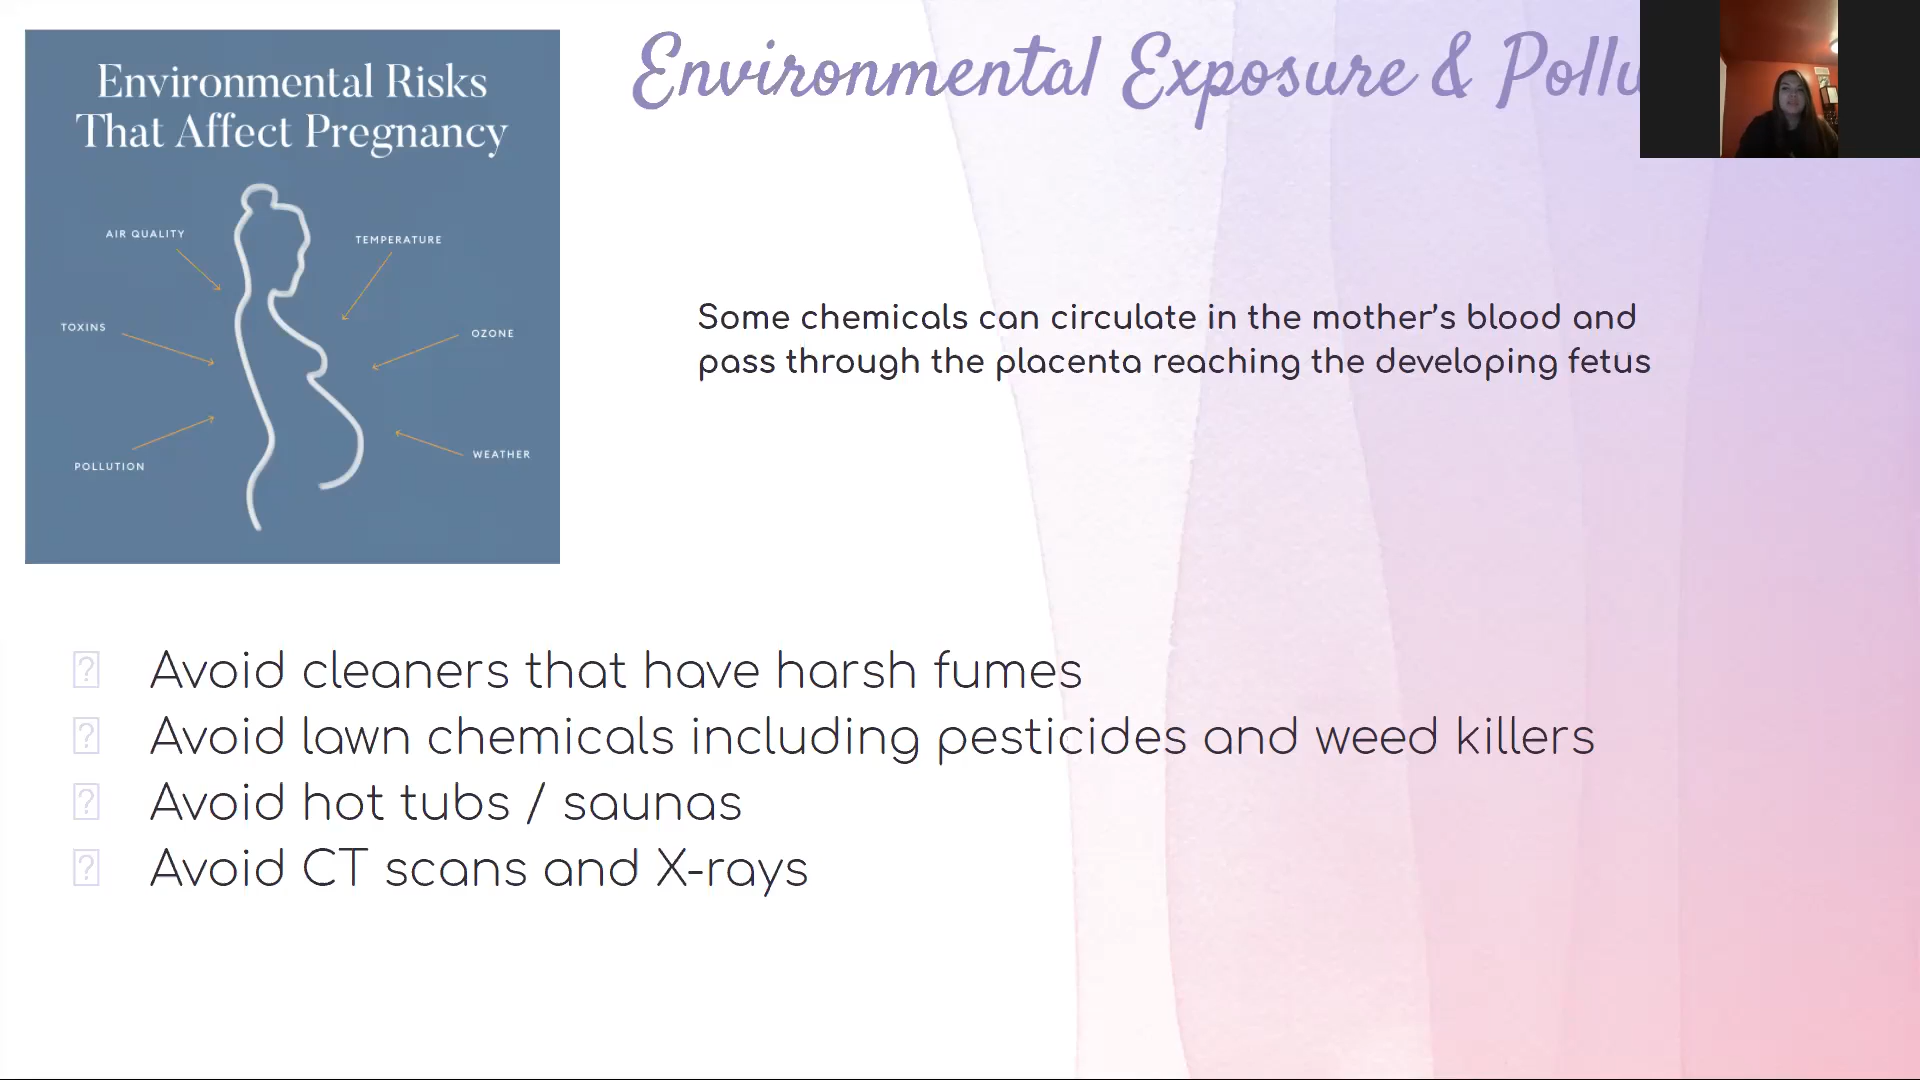 Environmental Risks
That Affect Pregnancy
AIR QUALITY
TEMPERATURE
TOXINS
OZONE
POLLUTION
WEATHER
Environmental Exposure &
Some chemicals can circulate in the mother’s blood and
pass through the placenta reaching the developing fetus
Avoid cleaners that have harsh fumes
Avoid lawn chemicals including pesticides and weed killers
Avoid hot tubs / saunas
Avoid CT scans and X-rays